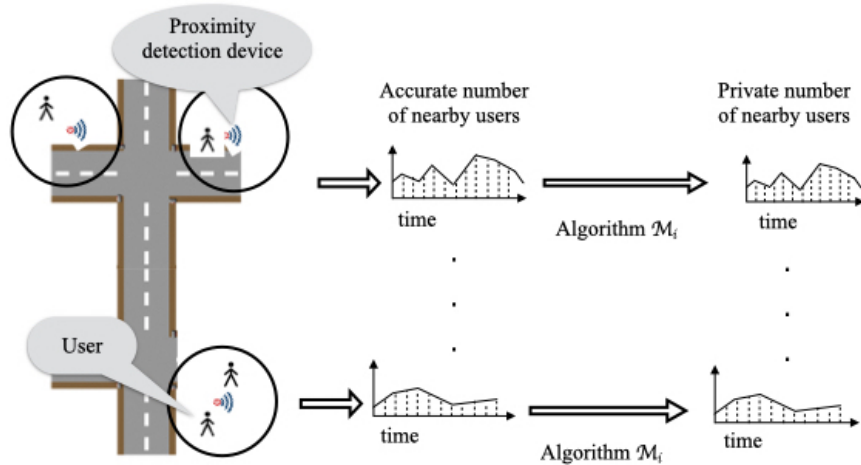 Proximity
detection device
Accurate number
of nearby users
Private number
of nearby users
time
Algorithm ℳᵢ
time
User
time
Algorithm ℳᵢ
time